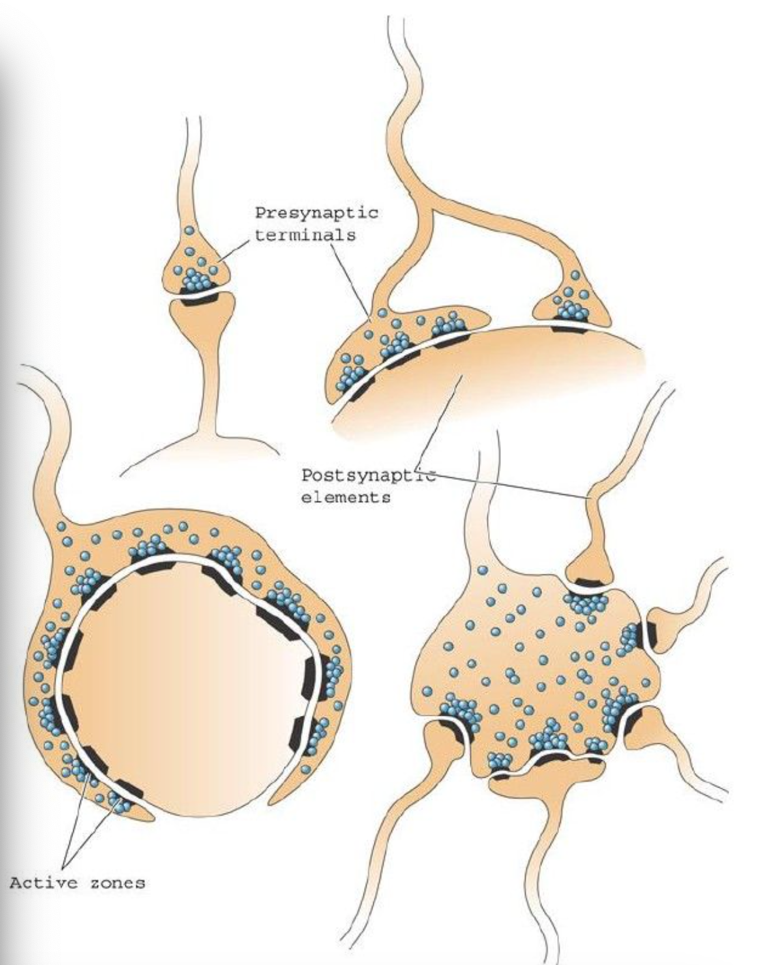 Presynaptic
terminals
Postsynaptic
elements
Active zones